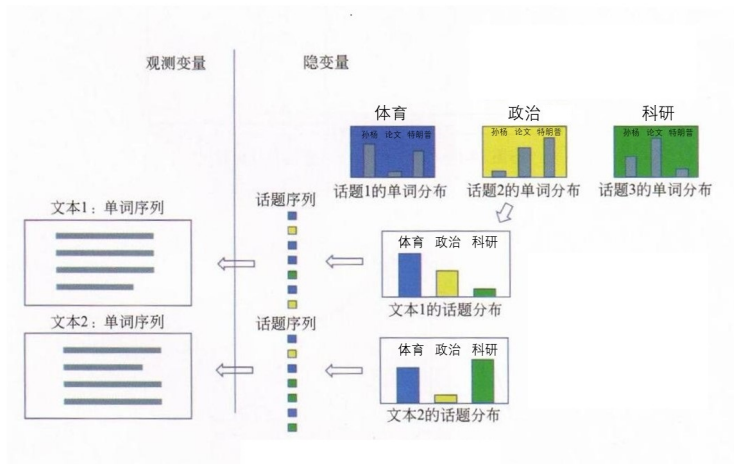 观测变量
隐变量
体育
政治
科研
孙杨 论文 特朗普
孙杨 论文 特朗普
孙杨 论文 特朗普
话题1的单词分布
话题2的单词分布
话题3的单词分布
话题序列
文本1：单词序列
体育 政治 科研
文本1的话题分布
文本2：单词序列
话题序列
体育 政治 科研
文本2的话题分布